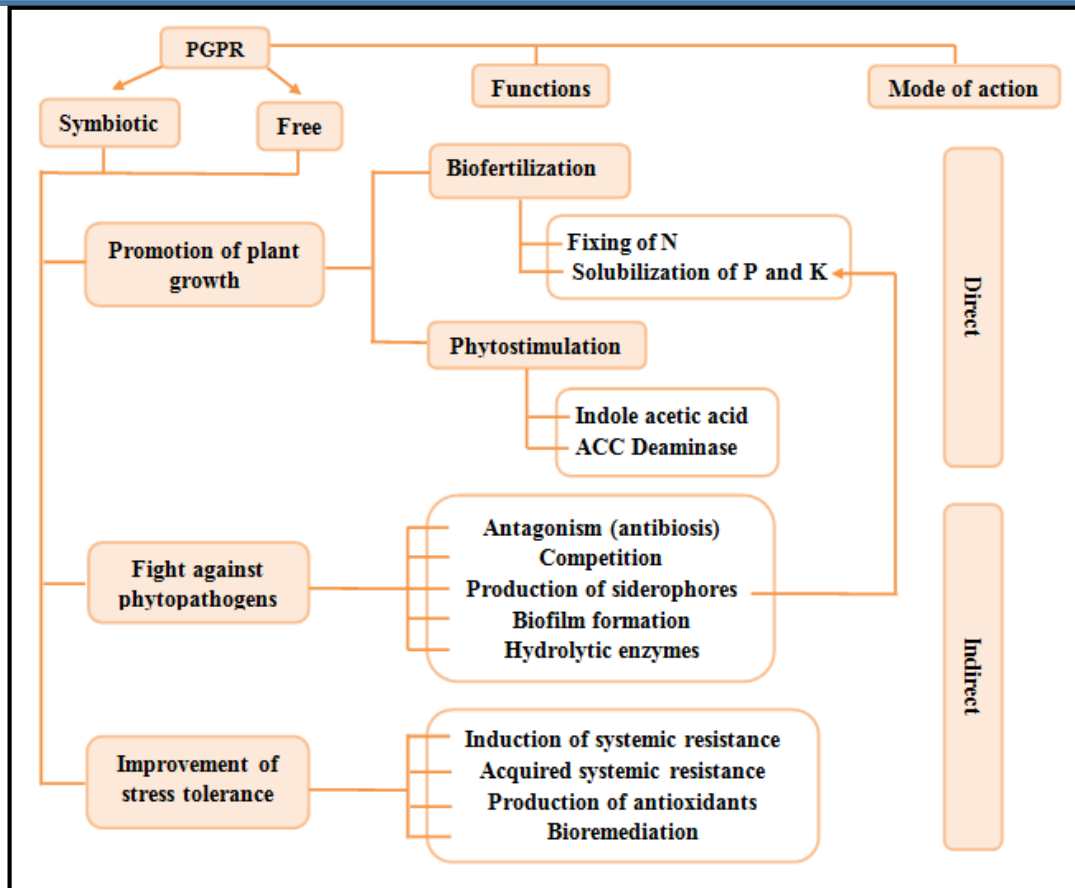 PGPR
Functions
Mode of action
Symbiotic
Free
Biofertilization
Fixing of N
Solubilization of P and K
Promotion of plant
growth
Direct
Phytostimulation
Indole acetic acid
ACC Deaminase
Antagonism (antibiosis)
Competition
Production of siderophores
Biofilm formation
Hydrolytic enzymes
Fight against
phytopathogens
Indirect
Induction of systemic resistance
Acquired systemic resistance
Production of antioxidants
Bioremediation
Improvement of
stress tolerance